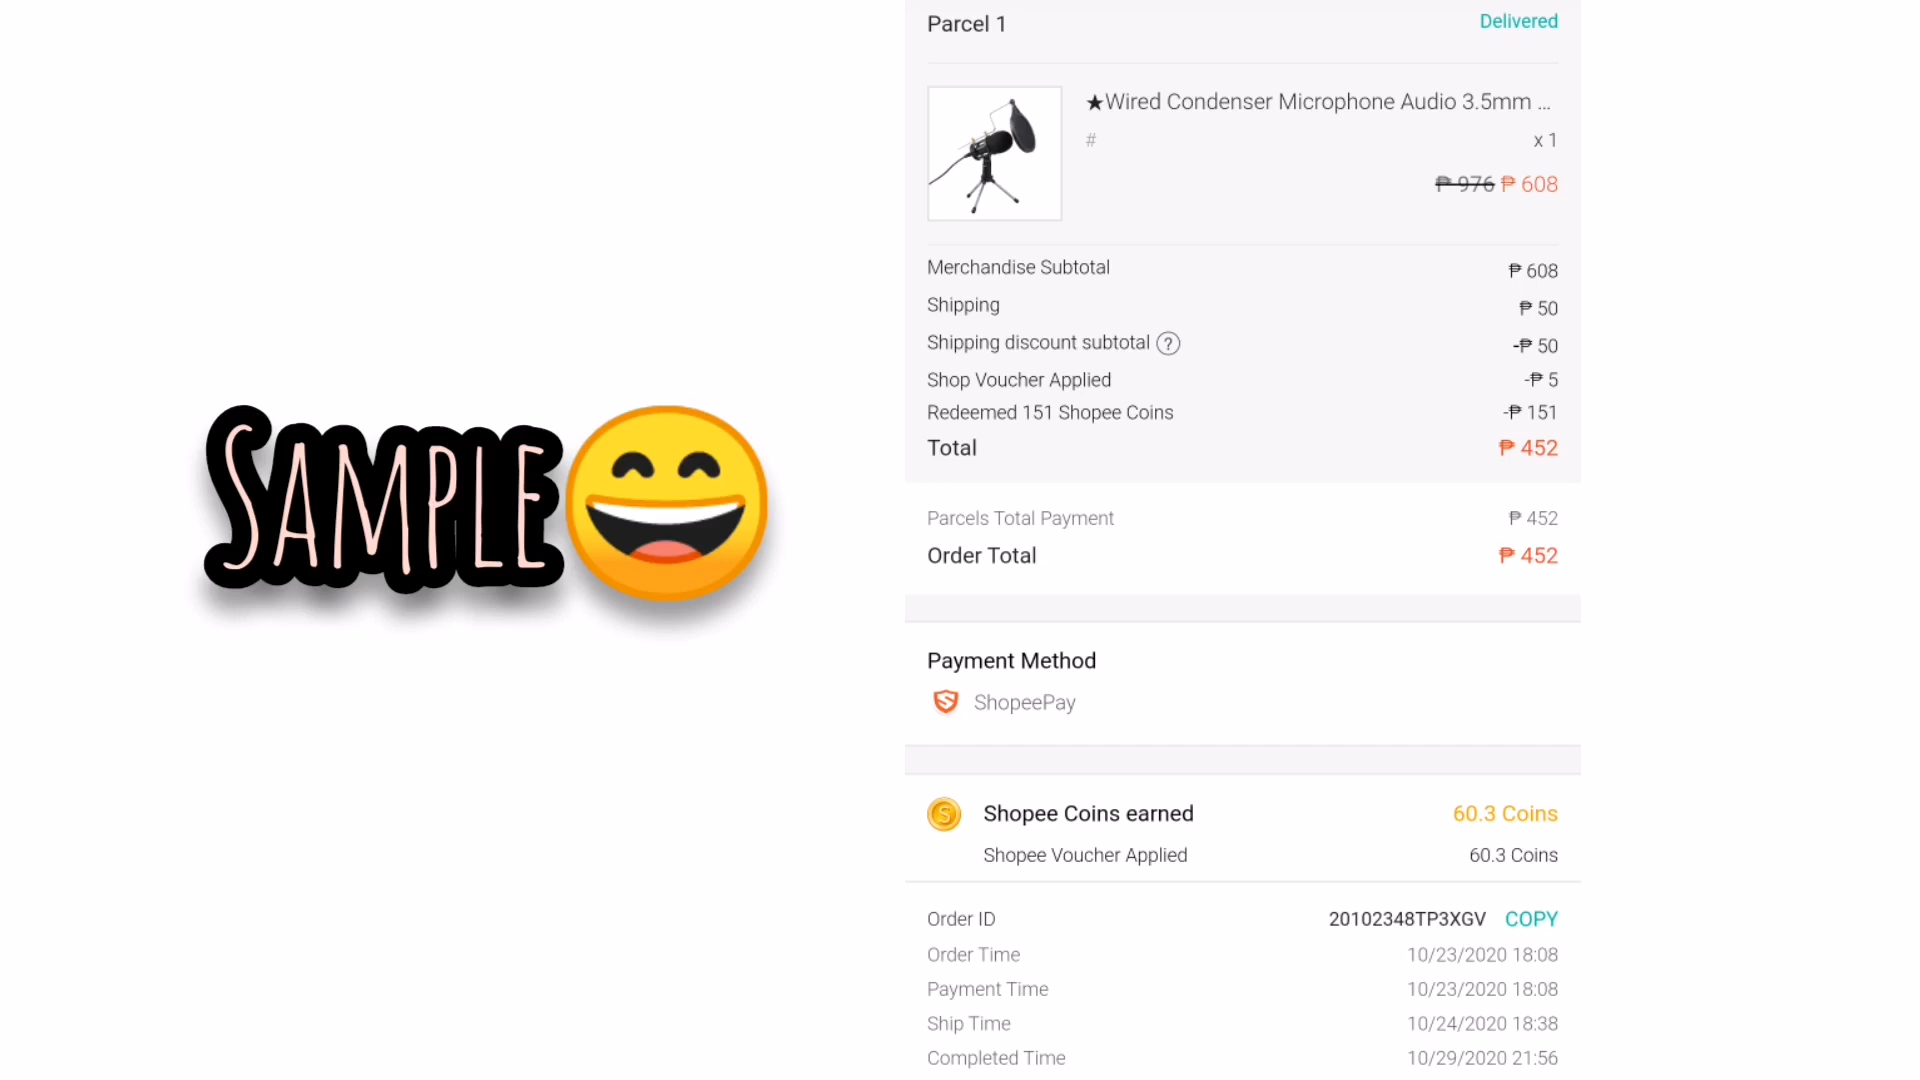 SAMPLE
Parcel 1 Delivered
★Wired Condenser Microphone Audio 3.5mm ...
# x 1
₱ 976 ₱ 608
Merchandise Subtotal ₱ 608
Shipping ₱ 50
Shipping discount subtotal ? -₱ 50
Shop Voucher Applied -₱ 5
Redeemed 151 Shopee Coins -₱ 151
Total ₱ 452
Parcels Total Payment ₱ 452
Order Total ₱ 452
Payment Method
ShopeePay
Shopee Coins earned 60.3 Coins
Shopee Voucher Applied 60.3 Coins
Order ID 20102348TP3XGV COPY
Order Time 10/23/2020 18:08
Payment Time 10/23/2020 18:08
Ship Time 10/24/2020 18:38
Completed Time 10/29/2020 21:56